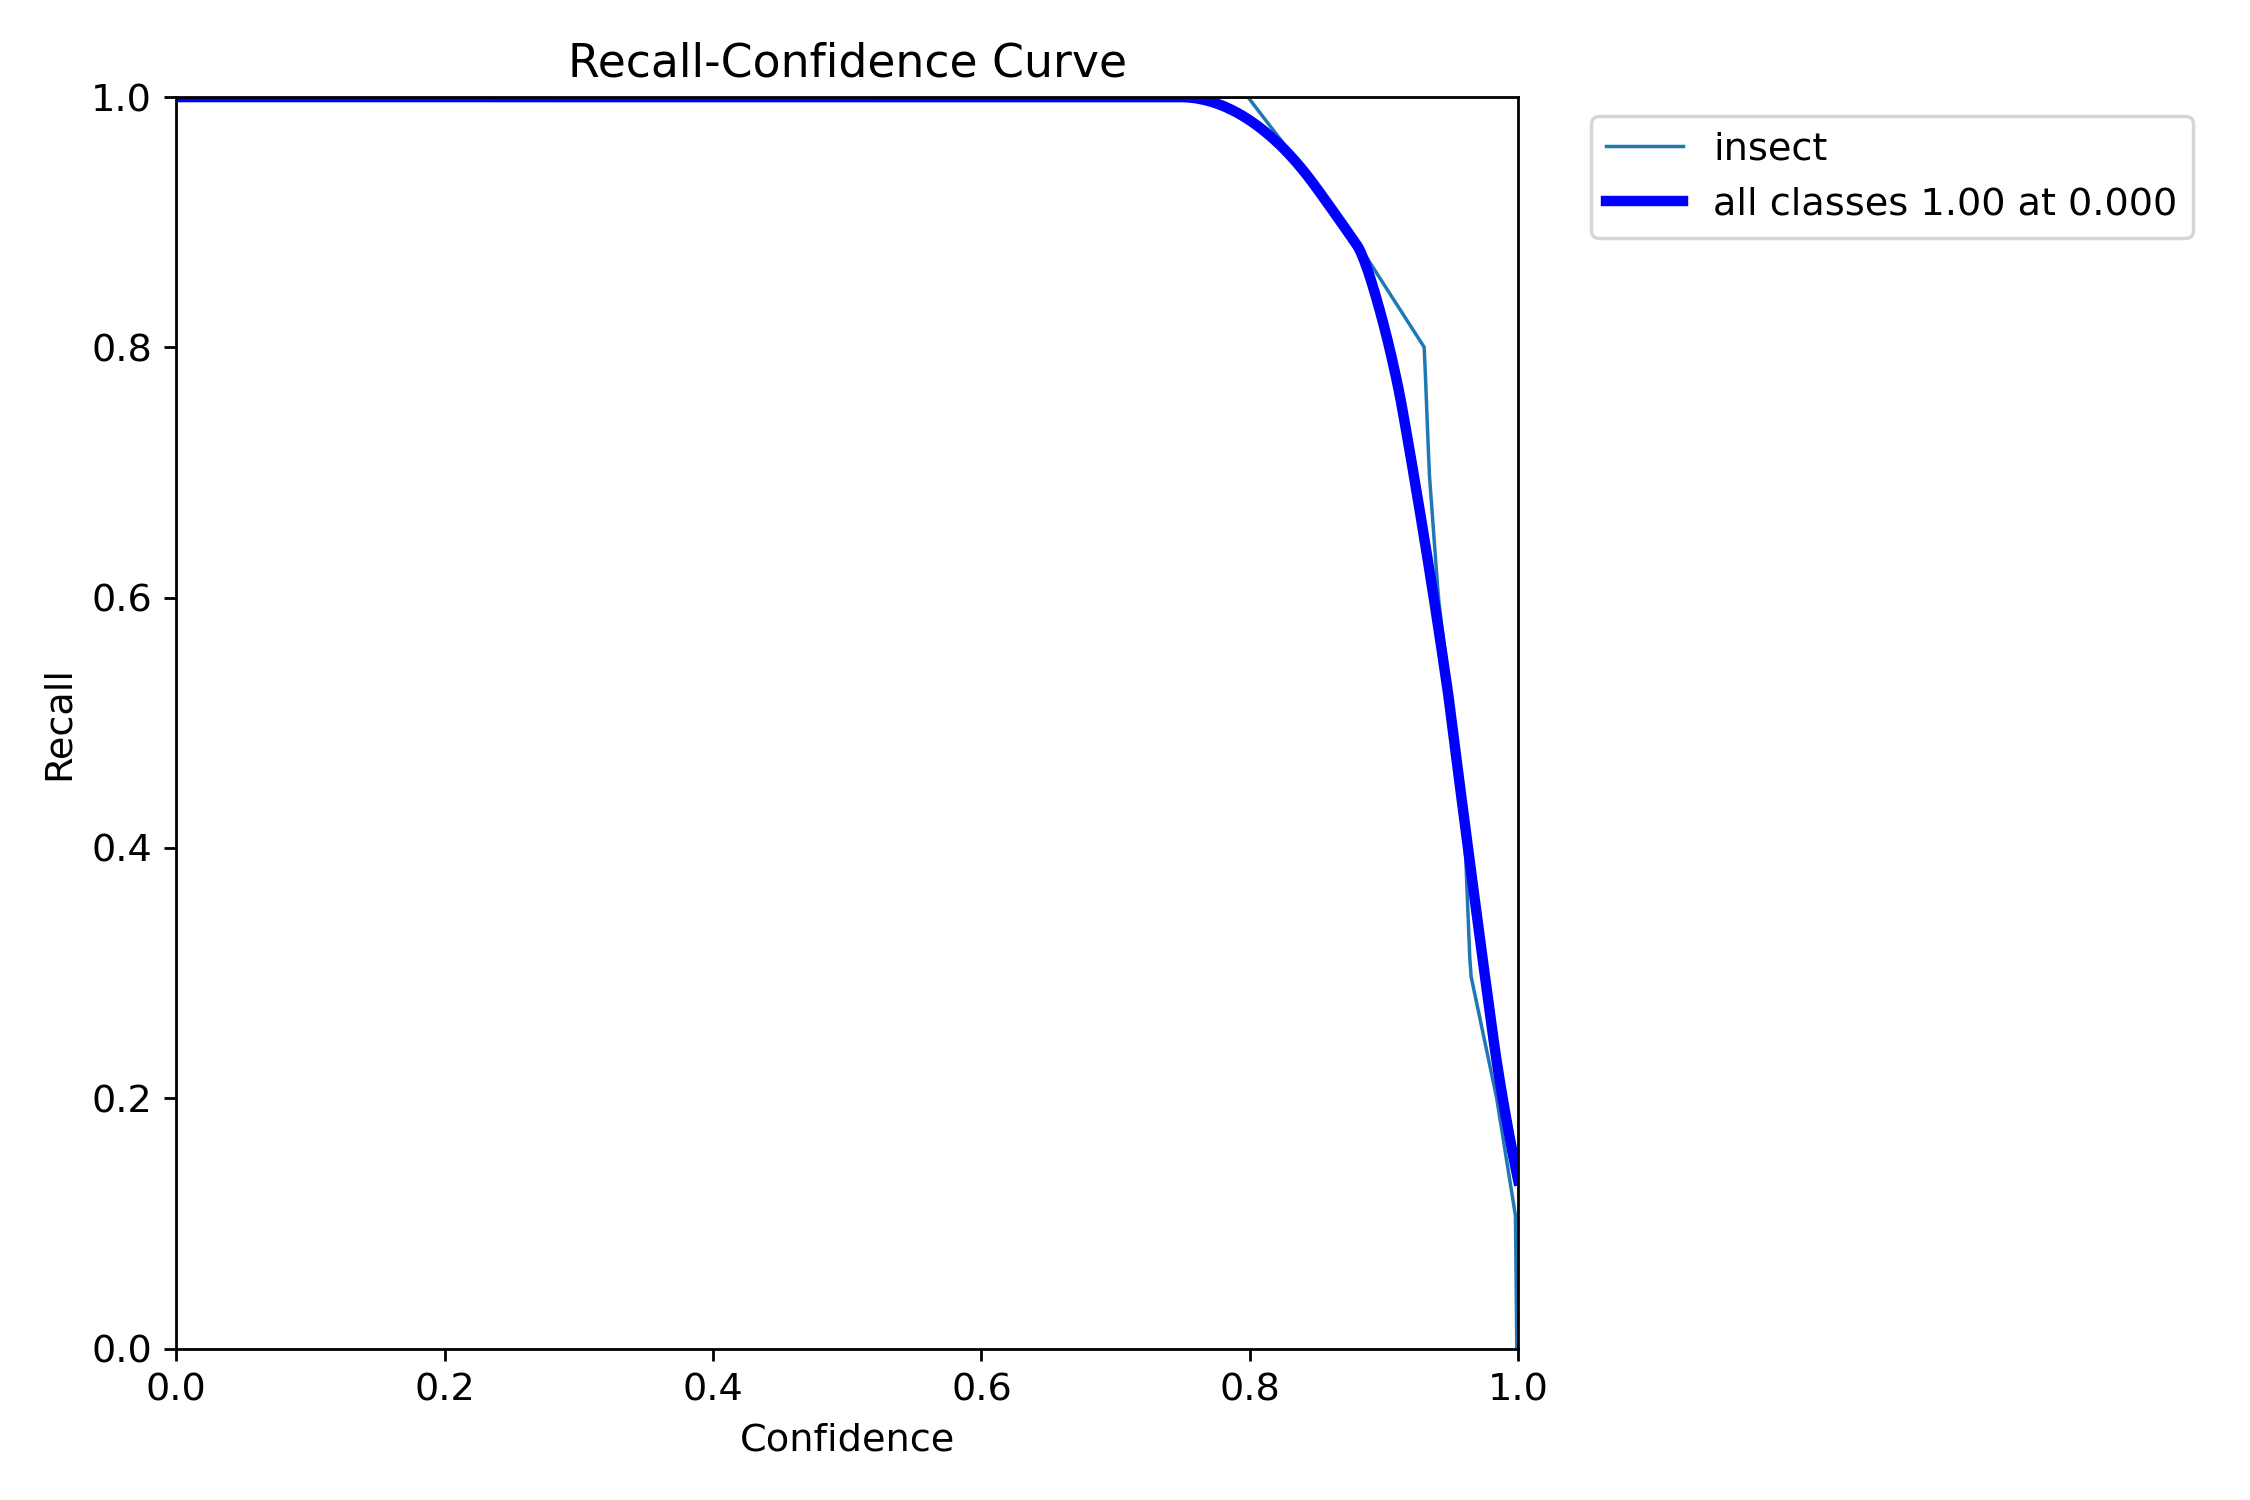 Recall-Confidence Curve
1.0
0.8
0.6
0.4
0.2
0.0
Recall
0.0 0.2 0.4 0.6 0.8 1.0
Confidence
insect
all classes 1.00 at 0.000